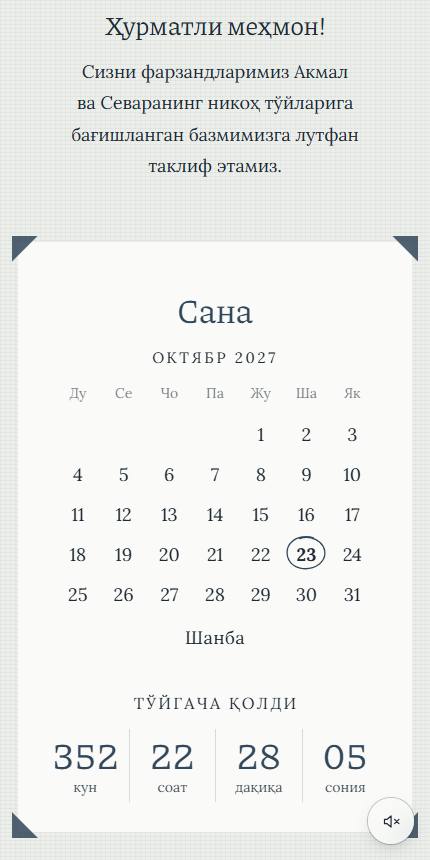 Ҳурматли меҳмон!
Сизни фарзандларимиз Акмал
ва Севаранинг никоҳ тўйларига
бағишланган базмимизга лутфан
таклиф этамиз.
Сана
ОКТЯБР 2027
Ду Се Чо Па Жу Ша Як
1 2 3
4 5 6 7 8 9 10
11 12 13 14 15 16 17
18 19 20 21 22 23 24
25 26 27 28 29 30 31
Шанба
ТЎЙГАЧА ҚОЛДИ
352 22 28 05
кун соат дақиқа сония